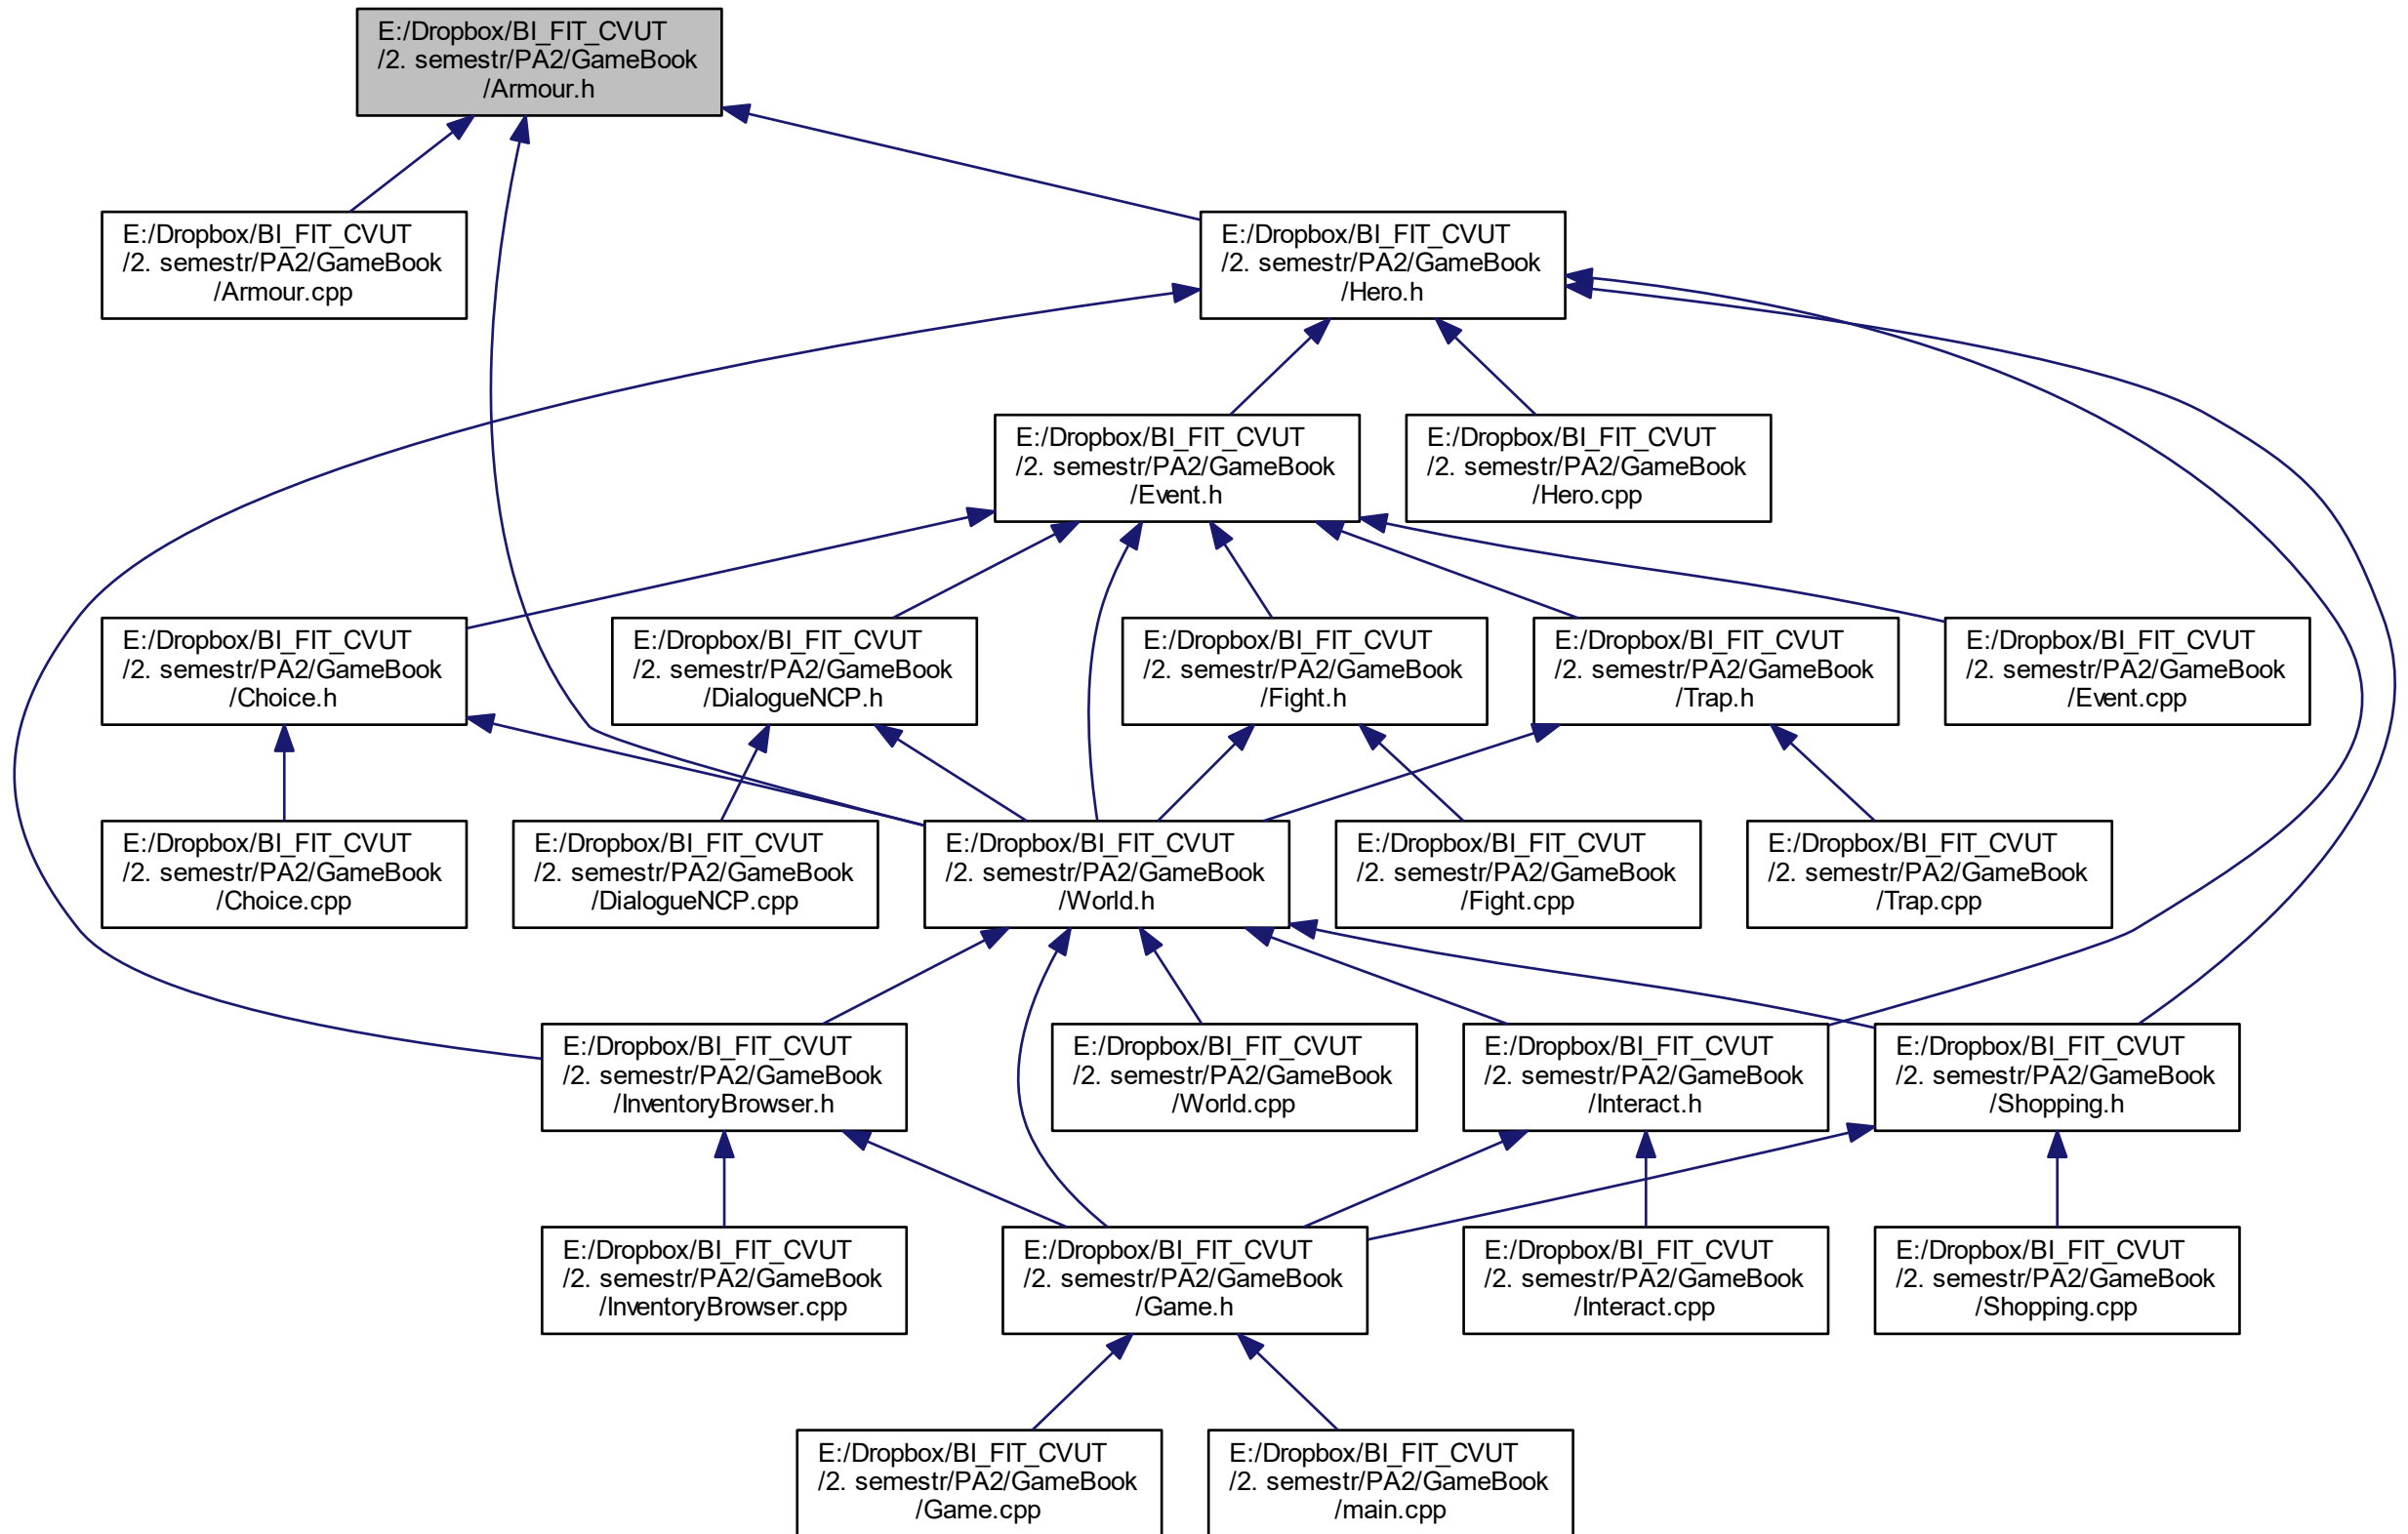 E:/Dropbox/BI_FIT_CVUT
/2. semestr/PA2/GameBook
/Armour.h
E:/Dropbox/BI_FIT_CVUT
/2. semestr/PA2/GameBook
/Armour.cpp
E:/Dropbox/BI_FIT_CVUT
/2. semestr/PA2/GameBook
/Hero.h
E:/Dropbox/BI_FIT_CVUT
/2. semestr/PA2/GameBook
/Event.h
E:/Dropbox/BI_FIT_CVUT
/2. semestr/PA2/GameBook
/Hero.cpp
E:/Dropbox/BI_FIT_CVUT
/2. semestr/PA2/GameBook
/Choice.h
E:/Dropbox/BI_FIT_CVUT
/2. semestr/PA2/GameBook
/DialogueNCP.h
E:/Dropbox/BI_FIT_CVUT
/2. semestr/PA2/GameBook
/Fight.h
E:/Dropbox/BI_FIT_CVUT
/2. semestr/PA2/GameBook
/Trap.h
E:/Dropbox/BI_FIT_CVUT
/2. semestr/PA2/GameBook
/Event.cpp
E:/Dropbox/BI_FIT_CVUT
/2. semestr/PA2/GameBook
/Choice.cpp
E:/Dropbox/BI_FIT_CVUT
/2. semestr/PA2/GameBook
/DialogueNCP.cpp
E:/Dropbox/BI_FIT_CVUT
/2. semestr/PA2/GameBook
/World.h
E:/Dropbox/BI_FIT_CVUT
/2. semestr/PA2/GameBook
/Fight.cpp
E:/Dropbox/BI_FIT_CVUT
/2. semestr/PA2/GameBook
/Trap.cpp
E:/Dropbox/BI_FIT_CVUT
/2. semestr/PA2/GameBook
/InventoryBrowser.h
E:/Dropbox/BI_FIT_CVUT
/2. semestr/PA2/GameBook
/World.cpp
E:/Dropbox/BI_FIT_CVUT
/2. semestr/PA2/GameBook
/Interact.h
E:/Dropbox/BI_FIT_CVUT
/2. semestr/PA2/GameBook
/Shopping.h
E:/Dropbox/BI_FIT_CVUT
/2. semestr/PA2/GameBook
/InventoryBrowser.cpp
E:/Dropbox/BI_FIT_CVUT
/2. semestr/PA2/GameBook
/Game.h
E:/Dropbox/BI_FIT_CVUT
/2. semestr/PA2/GameBook
/Interact.cpp
E:/Dropbox/BI_FIT_CVUT
/2. semestr/PA2/GameBook
/Shopping.cpp
E:/Dropbox/BI_FIT_CVUT
/2. semestr/PA2/GameBook
/Game.cpp
E:/Dropbox/BI_FIT_CVUT
/2. semestr/PA2/GameBook
/main.cpp